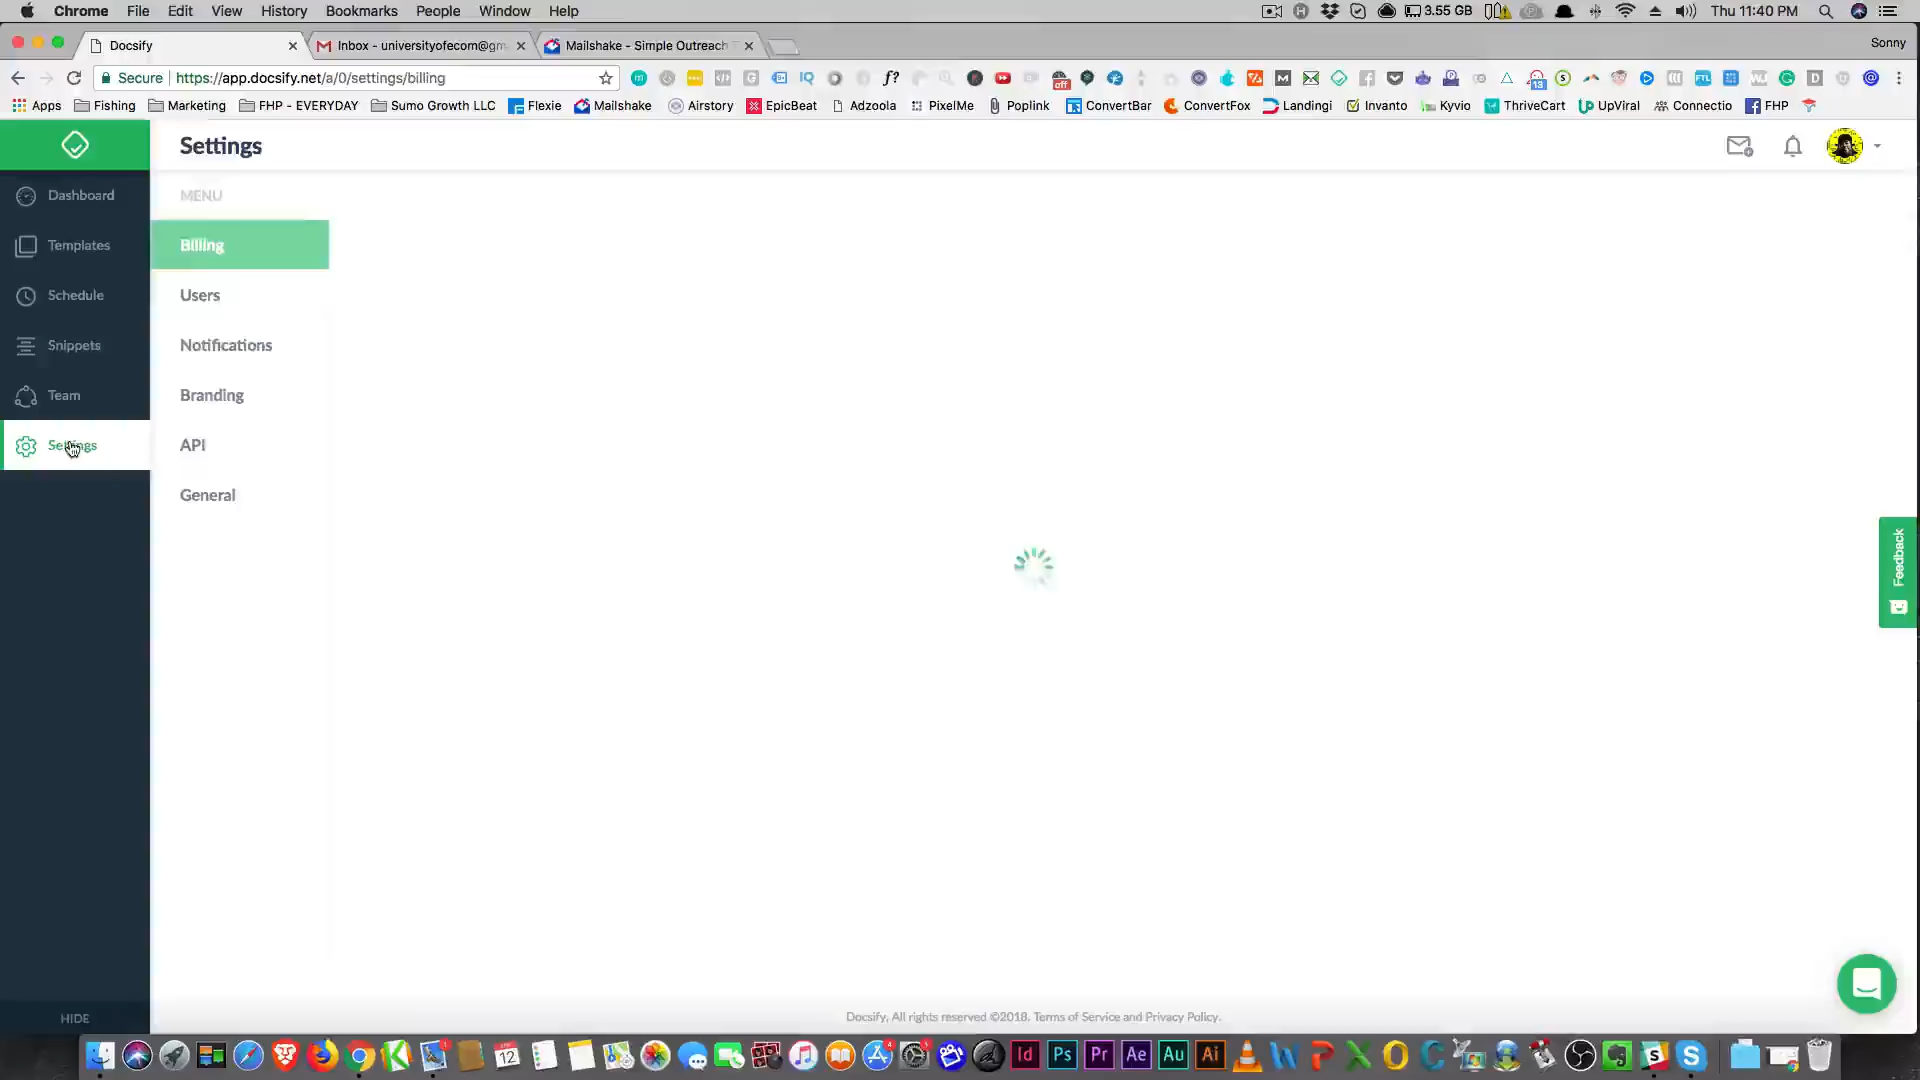 Chrome File Edit View History Bookmarks People Window Help 3.55 GB Thu 11:40 PM
Docsify Inbox - universityofecom@gm Mailshake - Simple Outreach Sonny
Secure https://app.docsify.net/a/0/settings/billing
Apps Fishing Marketing FHP - EVERYDAY Sumo Growth LLC Flexie Mailshake Airstory EpicBeat Adzoola PixelMe Poplink ConvertBar ConvertFox Landingi Invanto Kyvio ThriveCart UpViral Connectio FHP
Settings
Dashboard
Templates
Schedule
Snippets
Team
Settings
HIDE
MENU
Billing
Users
Notifications
Branding
API
General
Feedback
Docsify, All rights reserved ©2018. Terms of Service and Privacy Policy.